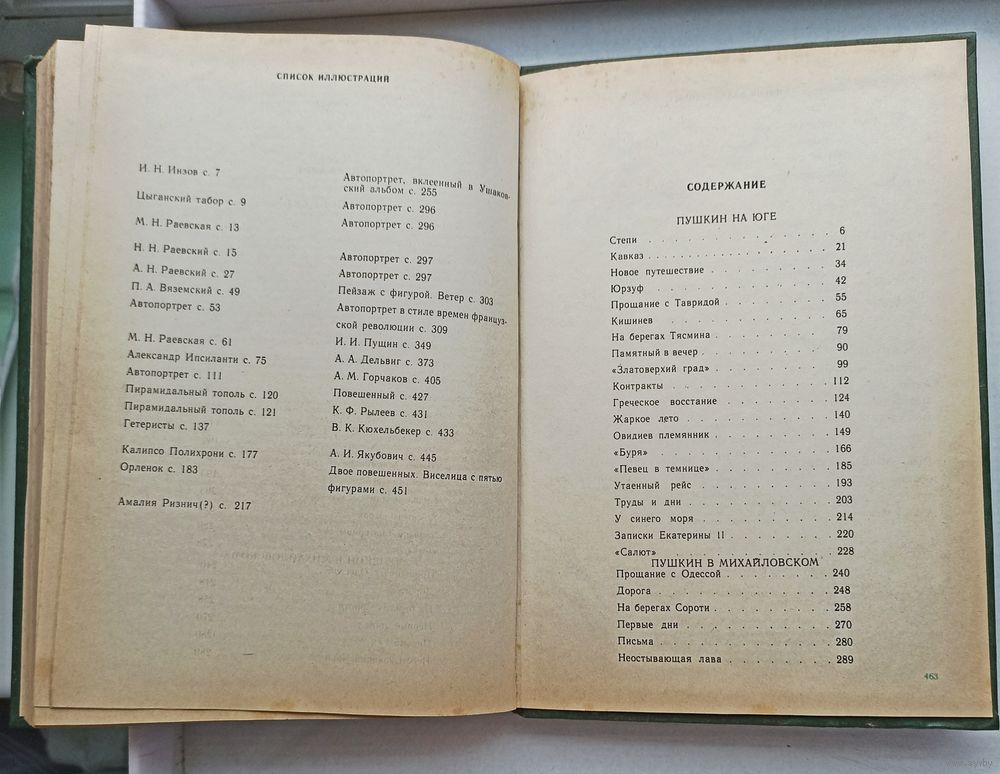 СПИСОК ИЛЛЮСТРАЦИЙ
И. Н. Инзов с. 7
Цыганский табор с. 9
М. Н. Раевская с. 13
Н. Н. Раевский с. 15
А. Н. Раевский с. 27
П. А. Вяземский с. 49
Автопортрет с. 53
М. Н. Раевская с. 61
Александр Ипсиланти с. 75
Автопортрет с. 111
Пирамидальный тополь с. 120
Пирамидальный тополь с. 121
Гетеристы с. 137
Калипсо Полихрони с. 177
Орленок с. 183
Амалия Ризнич(?) с. 217
Автопортрет, вклеенный в Ушаков-
ский альбом с. 255
Автопортрет с. 296
Автопортрет с. 296
Автопортрет с. 297
Автопортрет с. 297
Пейзаж с фигурой. Ветер с. 303
Автопортрет в стиле времен француз-
ской революции с. 309
И. И. Пущин с. 349
А. А. Дельвиг с. 373
А. М. Горчаков с. 405
Повешенный с. 427
К. Ф. Рылеев с. 431
В. К. Кюхельбекер с. 433
А. И. Якубович с. 445
Двое повешенных. Виселица с пятью
фигурами с. 451
СОДЕРЖАНИЕ
ПУШКИН НА ЮГЕ
Степи . . . . . . . . . . . . . 6
Кавказ . . . . . . . . . . . . . 21
Новое путешествие . . . . . . . . 34
Юрзуф . . . . . . . . . . . . . 42
Прощание с Тавридой . . . . . . . 55
Кишинев . . . . . . . . . . . . 65
На берегах Тясмина . . . . . . . . 79
Памятный в вечер . . . . . . . . . 90
«Златоверхий град» . . . . . . . . 99
Контракты . . . . . . . . . . . 112
Греческое восстание . . . . . . . 124
Жаркое лето . . . . . . . . . . 140
Овидиев племянник . . . . . . . . 149
«Буря» . . . . . . . . . . . . . 166
«Певец в темнице» . . . . . . . . 185
Утаенный рейс . . . . . . . . . 193
Труды и дни . . . . . . . . . . 203
У синего моря . . . . . . . . . 214
Записки Екатерины II . . . . . . . 220
«Салют» . . . . . . . . . . . . 228
ПУШКИН В МИХАЙЛОВСКОМ
Прощание с Одессой . . . . . . . . 240
Дорога . . . . . . . . . . . . . 248
На берегах Сороти . . . . . . . . 258
Первые дни . . . . . . . . . . . 270
Письма . . . . . . . . . . . . . 280
Неостывающая лава . . . . . . . . 289
463